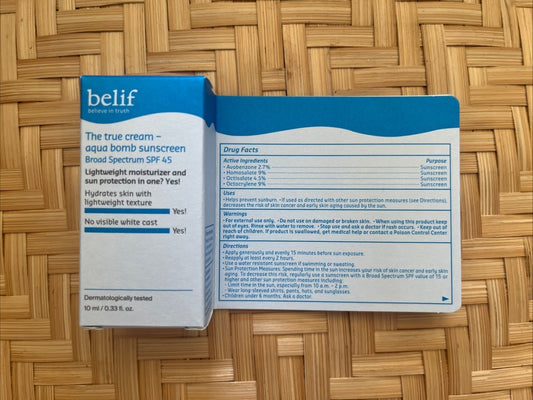 belif
believe in truth
The true cream –
aqua bomb sunscreen
Broad Spectrum SPF 45
Lightweight moisturizer and
sun protection in one? Yes!
Hydrates skin with
lightweight texture
Yes!
No visible white cast
Yes!
Dermatologically tested
10 ml / 0.33 fl. oz.
Drug Facts
Active Ingredients Purpose
• Avobenzone 2.7% Sunscreen
• Homosalate 9% Sunscreen
• Octisalate 4.5% Sunscreen
• Octocrylene 9% Sunscreen
Uses
• Helps prevent sunburn. • If used as directed with other sun protection measures (see Directions),
decreases the risk of skin cancer and early skin aging caused by the sun.
Warnings
• For external use only. • Do not use on damaged or broken skin. • When using this product keep
out of eyes. Rinse with water to remove. • Stop use and ask a doctor if rash occurs. • Keep out of
reach of children. If product is swallowed, get medical help or contact a Poison Control Center
right away.
Directions
• Apply generously and evenly 15 minutes before sun exposure.
• Reapply at least every 2 hours.
• Use a water resistant sunscreen if swimming or sweating.
• Sun Protection Measures: Spending time in the sun increases your risk of skin cancer and early skin
aging. To decrease this risk, regularly use a sunscreen with a Broad Spectrum SPF value of 15 or
higher and other sun protection measures including:
- Limit time in the sun, especially from 10 a.m. – 2 p.m.
- Wear long-sleeved shirts, pants, hats, and sunglasses.
• Children under 6 months: Ask a doctor.